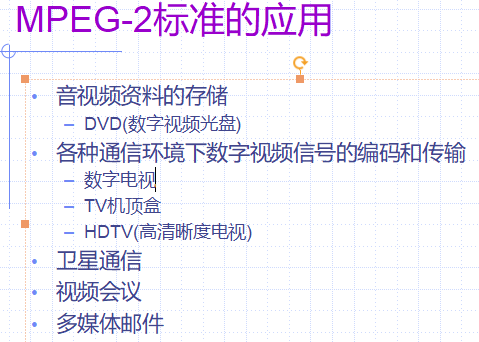 MPEG-2标准的应用
• 音视频资料的存储
– DVD(数字视频光盘)
• 各种通信环境下数字视频信号的编码和传输
– 数字电视
– TV机顶盒
– HDTV(高清晰度电视)
• 卫星通信
• 视频会议
• 多媒体邮件